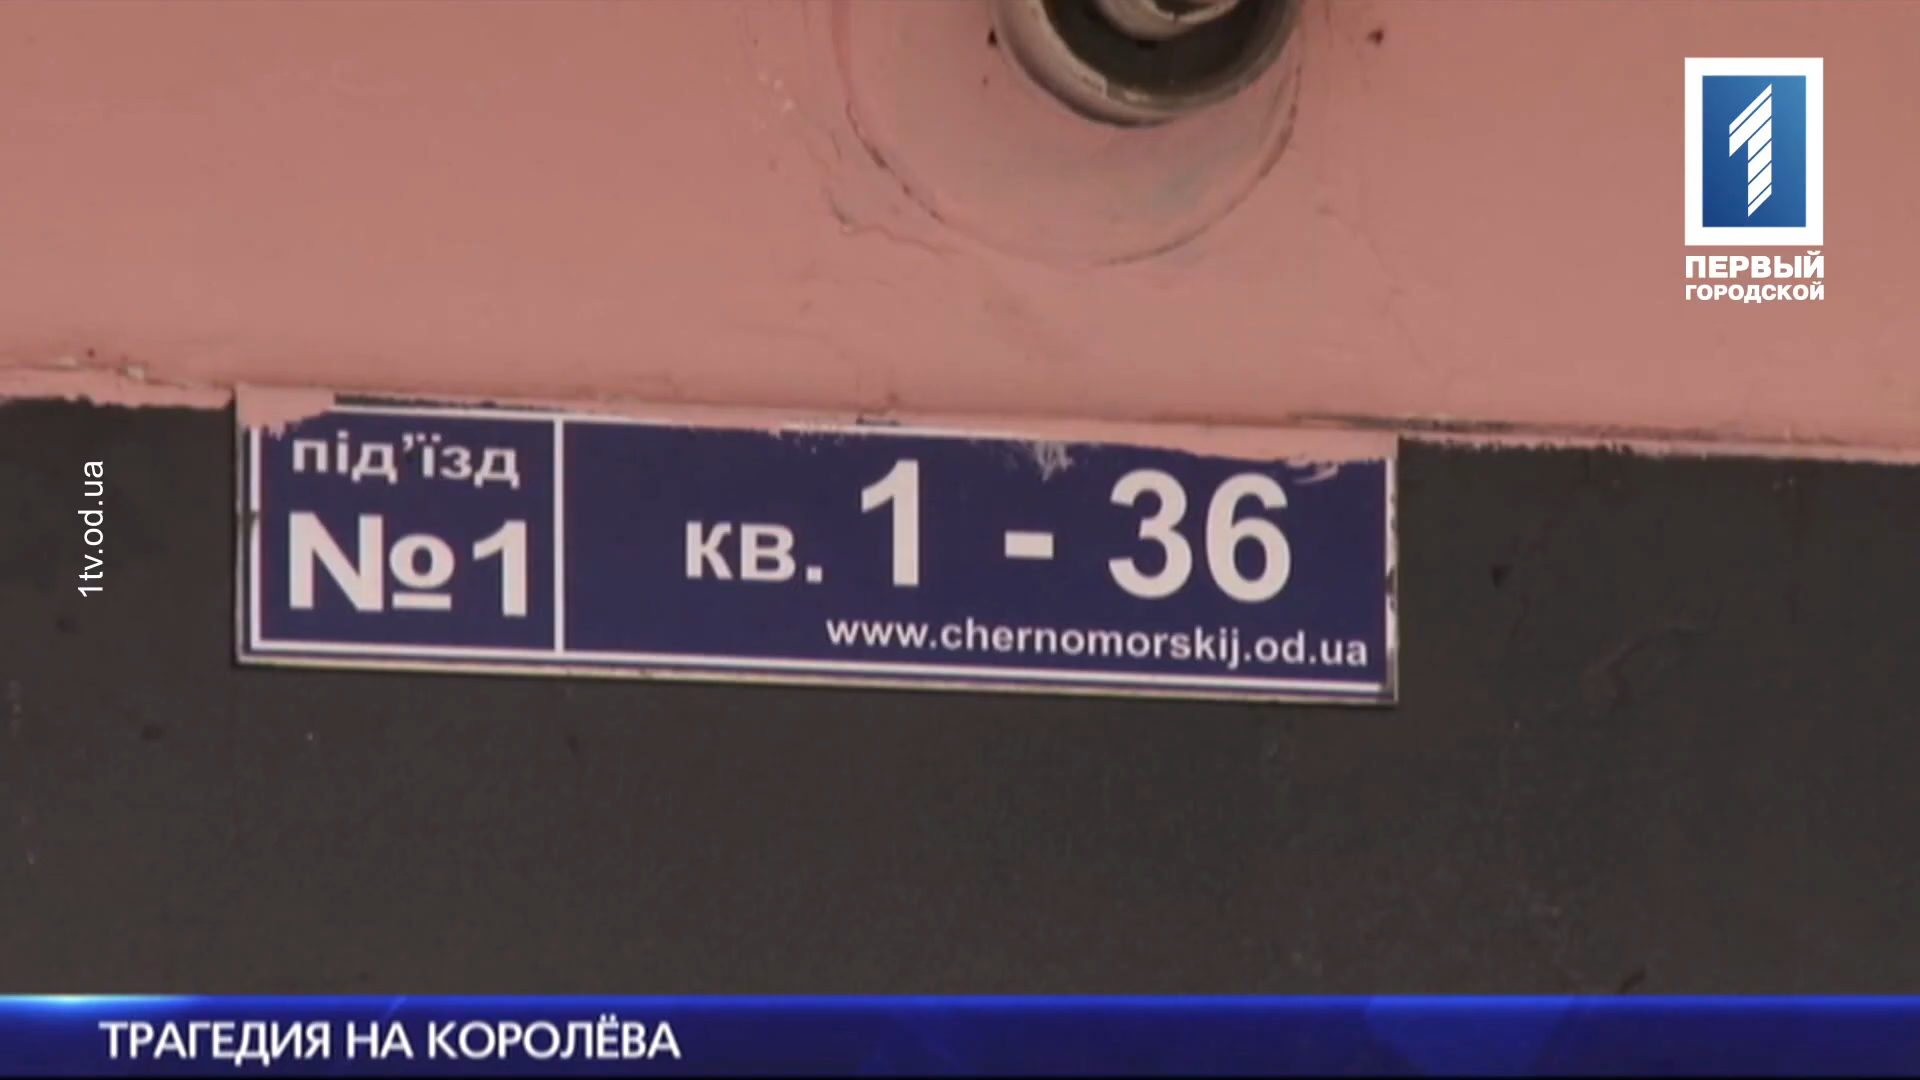 ПЕРВЫЙ
ГОРОДСКОЙ
1tv.od.ua
під'їзд
№1
кв. 1 - 36
www.chernomorskij.od.ua
ТРАГЕДИЯ НА КОРОЛЁВА